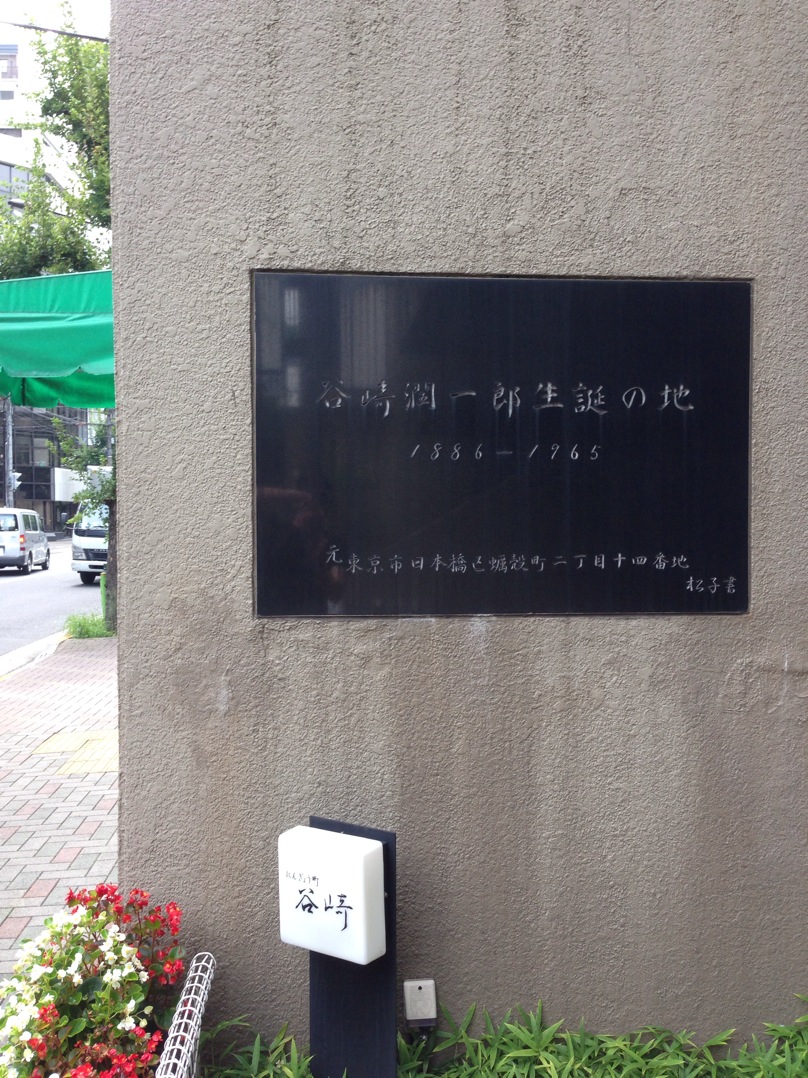 谷崎潤一郎生誕の地
1886－1965
元東京市日本橋区蠣殻町二丁目十四番地
松子書
にんぎょう町
谷崎